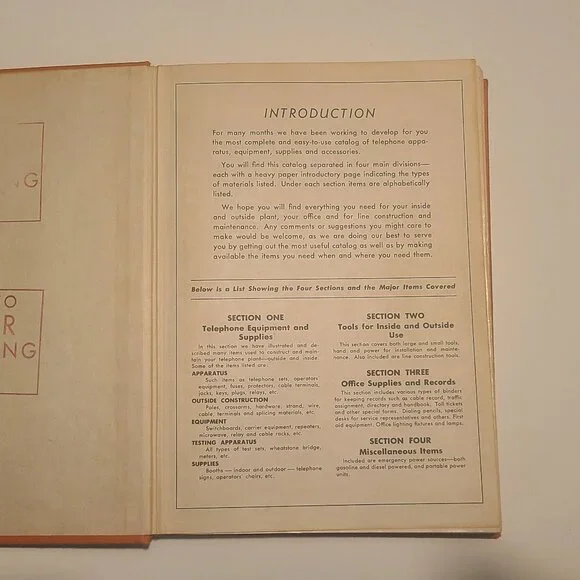 G
O
R
NG
INTRODUCTION
For many months we have been working to develop for you
the most complete and easy-to-use catalog of telephone appa-
ratus, equipment, supplies and accessories.
You will find this catalog separated in four main divisions—
each with a heavy paper introductory page indicating the types
of materials listed. Under each section items are alphabetically
listed.
We hope you will find everything you need for your inside
and outside plant, your office and for line construction and
maintenance. Any comments or suggestions you might care to
make would be welcome, as we are doing our best to serve
you by getting out the most useful catalog as well as by making
available the items you need when and where you need them.
Below is a List Showing the Four Sections and the Major Items Covered
SECTION ONE
Telephone Equipment and
Supplies
In this section we have illustrated and de-
scribed many items used to construct and main-
tain your telephone plant—outside and inside.
Some of the items listed are.
APPARATUS
Such items as telephone sets, operators
equipment, fuses, protectors, cable terminals,
jacks, keys, plugs, relays, etc.
OUTSIDE CONSTRUCTION
Poles, crossarms, hardware, strand, wire,
cable, terminals and splicing materials, etc.
EQUIPMENT
Switchboards, carrier equipment, repeaters,
microwave, relay and cable racks, etc.
TESTING APPARATUS
All types of test sets, wheatstone bridge,
meters, etc.
SUPPLIES
Booths — indoor and outdoor — telephone
signs, operators' chairs, etc.
SECTION TWO
Tools for Inside and Outside
Use
This section covers both large and small tools,
hand and power for installation and mainte-
nance. Also included are line construction tools.
SECTION THREE
Office Supplies and Records
This section includes various types of binders
for keeping records such as cable record, traffic
assignment, directory and handbook. Toll tickets
and other special forms. Dialing pencils, special
desks for service representatives and others. First
aid equipment. Office lighting fixtures and lamps.
SECTION FOUR
Miscellaneous Items
Included are emergency power sources—both
gasoline and diesel powered, and portable power
units.